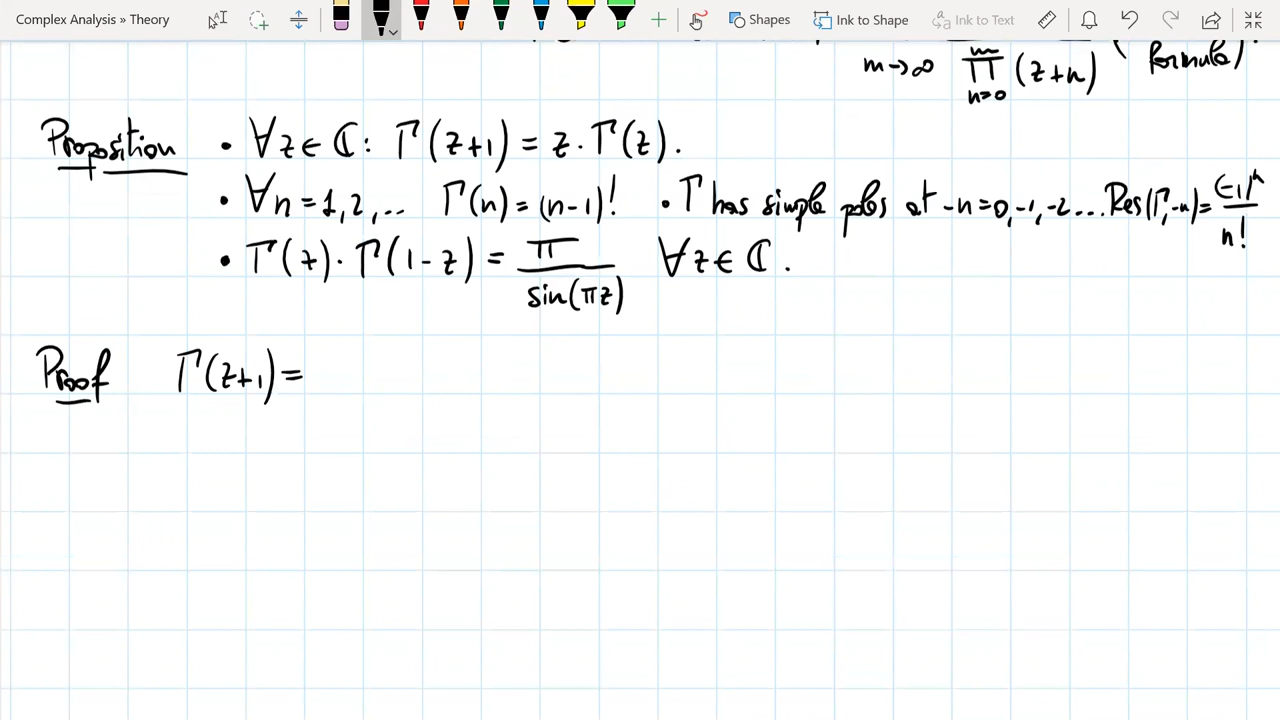 Complex Analysis » Theory
Shapes
Ink to Shape
Ink to Text
m→∞ ∏_{n=0}^{m} (z+n) ( formula).
Proposition • ∀z∈ℂ: Γ(z+1) = z·Γ(z).
• ∀n=1,2,... Γ(n)=(n-1)! • Γ has simple poles at -n=0,-1,-2... Res(Γ,-n)= (-1)^n / n!
• Γ(z)·Γ(1-z) = π / sin(πz) ∀z∈ℂ.
Proof Γ(z+1)=